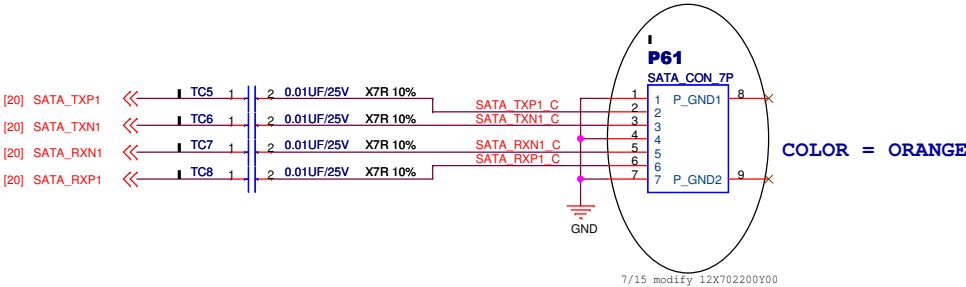 P61
SATA_CON_7P
[20] SATA_TXP1 TC5 1 2 0.01UF/25V X7R 10% SATA_TXP1_C 1 1 P_GND1 8
2 2
[20] SATA_TXN1 TC6 1 2 0.01UF/25V X7R 10% SATA_TXN1_C 3 3
4 4
[20] SATA_RXN1 TC7 1 2 0.01UF/25V X7R 10% SATA_RXN1_C 5 5 COLOR = ORANGE
[20] SATA_RXP1 TC8 1 2 0.01UF/25V X7R 10% SATA_RXP1_C 6 6
7 7 P_GND2 9
GND
7/15 modify 12X702200Y00